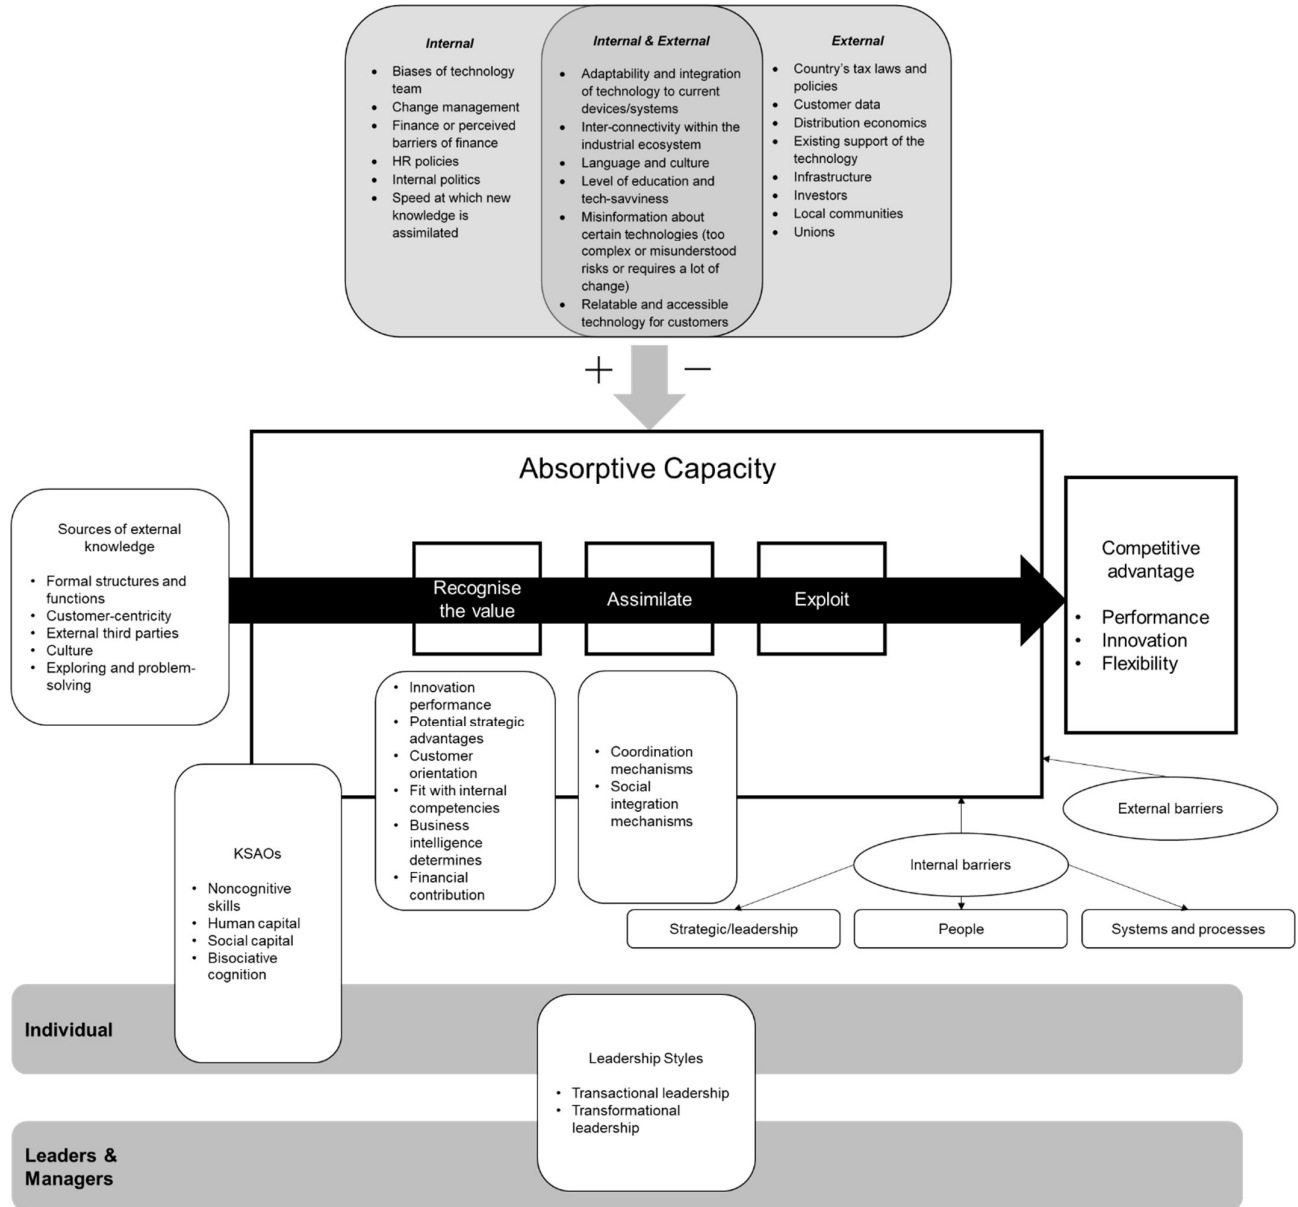 Internal
• Biases of technology
team
• Change management
• Finance or perceived
barriers of finance
• HR policies
• Internal politics
• Speed at which new
knowledge is
assimilated
Internal & External
• Adaptability and integration
of technology to current
devices/systems
• Inter-connectivity within the
industrial ecosystem
• Language and culture
• Level of education and
tech-savviness
• Misinformation about
certain technologies (too
complex or misunderstood
risks or requires a lot of
change)
• Relatable and accessible
technology for customers
External
• Country's tax laws and
policies
• Customer data
• Distribution economics
• Existing support of the
technology
• Infrastructure
• Investors
• Local communities
• Unions
+ −
Absorptive Capacity
Sources of external
knowledge
• Formal structures and
functions
• Customer-centricity
• External third parties
• Culture
• Exploring and problem-
solving
Recognise
the value
Assimilate
Exploit
Competitive
advantage
• Performance
• Innovation
• Flexibility
• Innovation
performance
• Potential strategic
advantages
• Customer
orientation
• Fit with internal
competencies
• Business
intelligence
determines
• Financial
contribution
• Coordination
mechanisms
• Social
integration
mechanisms
External barriers
Internal barriers
Strategic/leadership
People
Systems and processes
KSAOs
• Noncognitive
skills
• Human capital
• Social capital
• Bisociative
cognition
Individual
Leadership Styles
• Transactional leadership
• Transformational
leadership
Leaders &
Managers